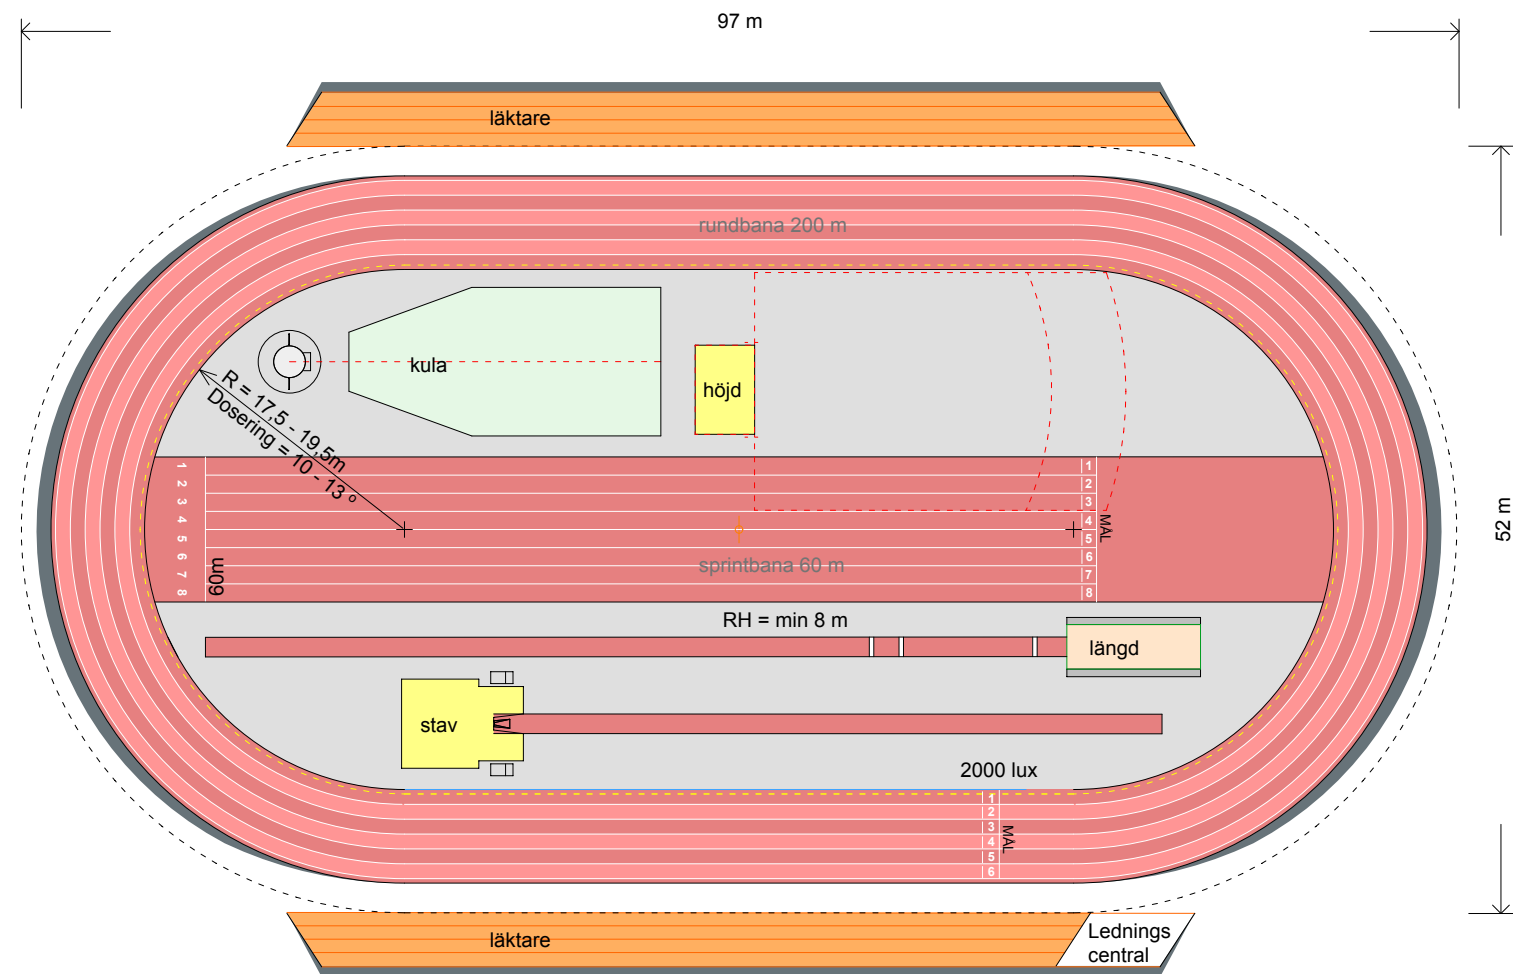 97 m
läktare
rundbana 200 m
kula
höjd
R = 17,5 - 19,5m
Dosering = 10 - 13 º
1
2
3
4
5
6
7
8
60m
sprintbana 60 m
1
2
3
4
5
6
7
8
MÅL
52 m
RH = min 8 m
längd
stav
2000 lux
1
2
3
4
5
6
MÅL
läktare
Lednings
central